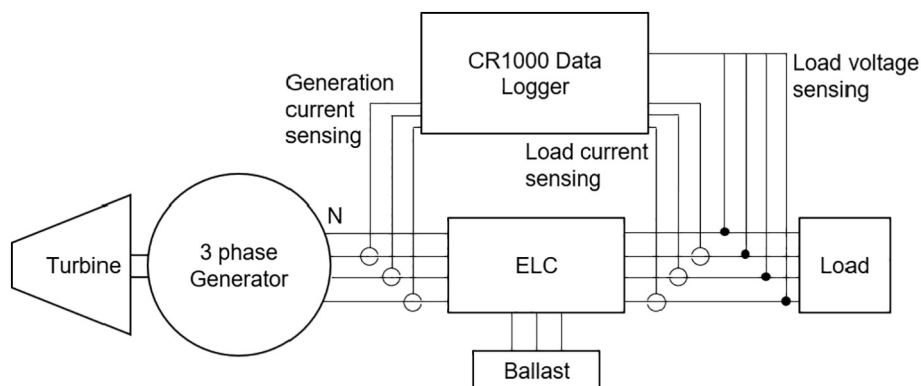 CR1000 Data
Logger
Load voltage
sensing
Generation
current
sensing
Load current
sensing
N
Turbine
3 phase
Generator
ELC
Load
Ballast